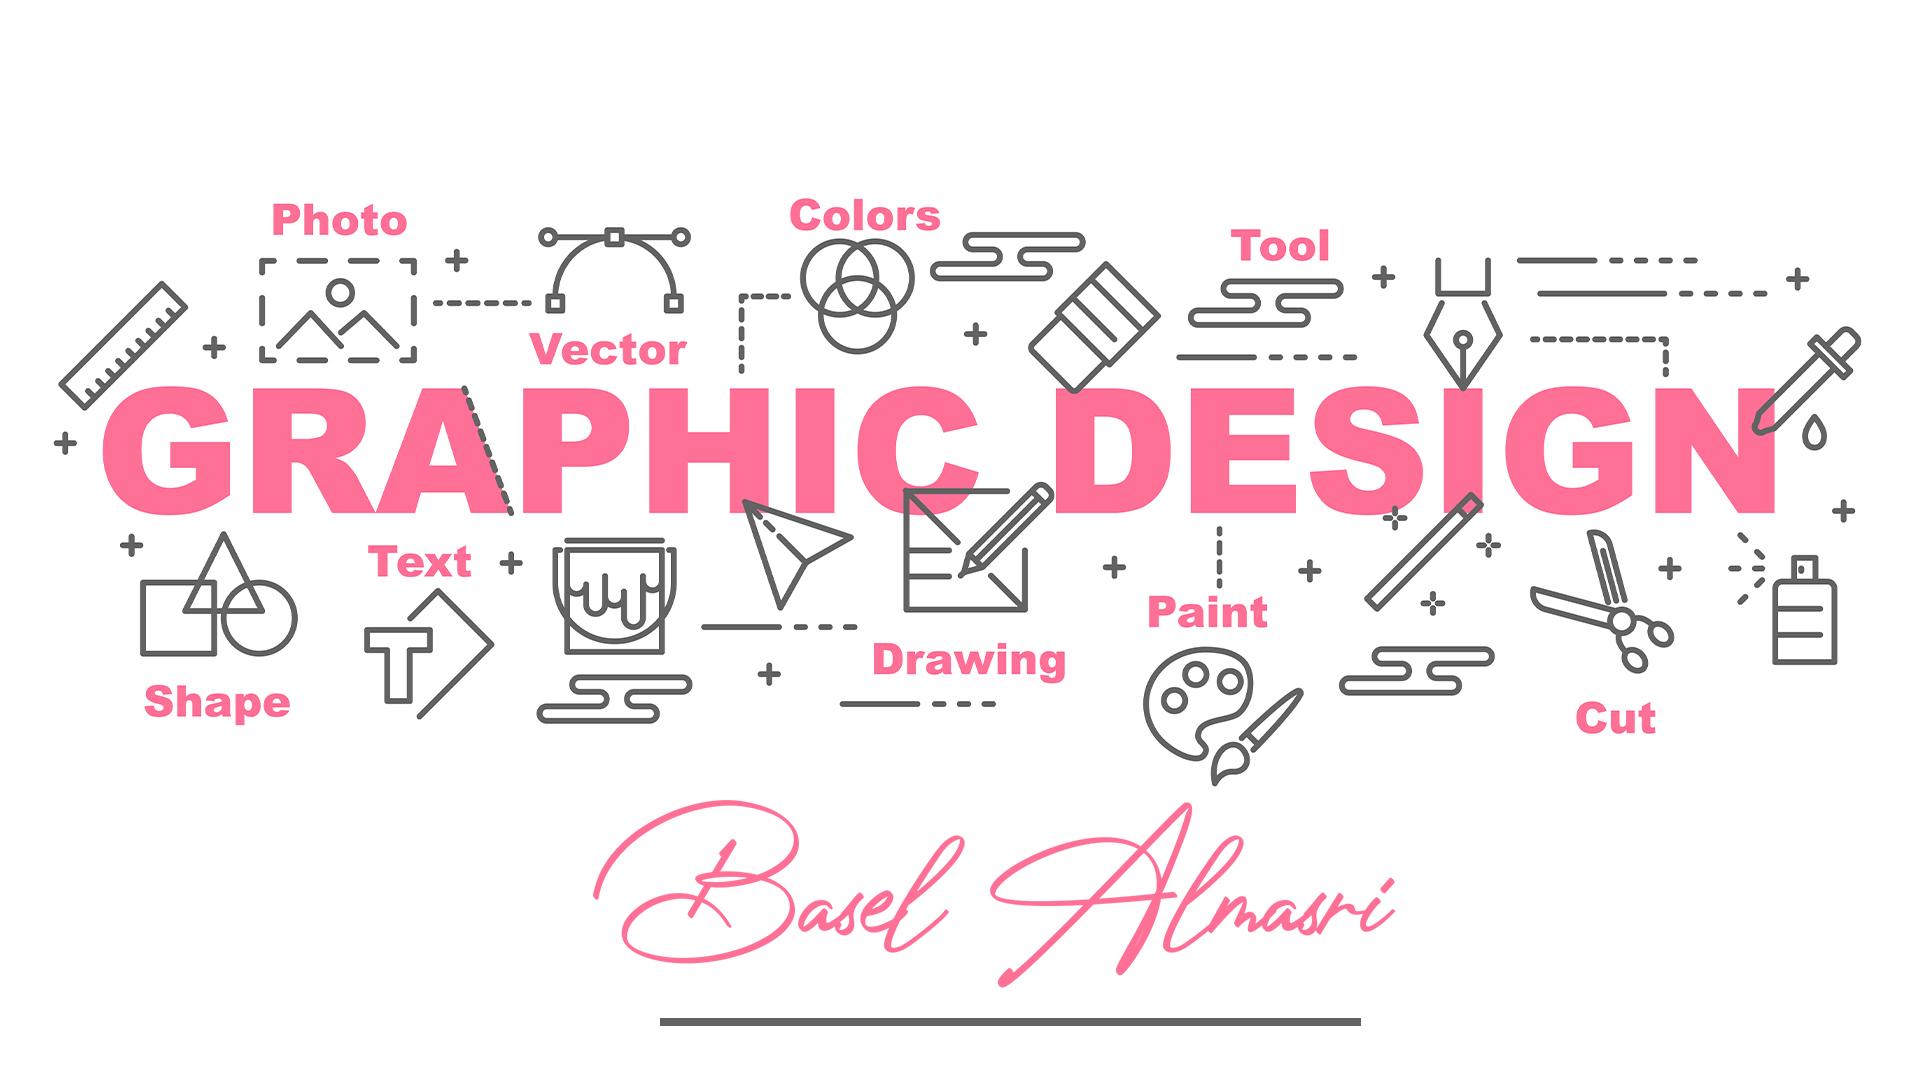 Photo
Colors
Tool
Vector
GRAPHIC DESIGN
Text
Paint
Drawing
Shape
Cut
Basel Almasri